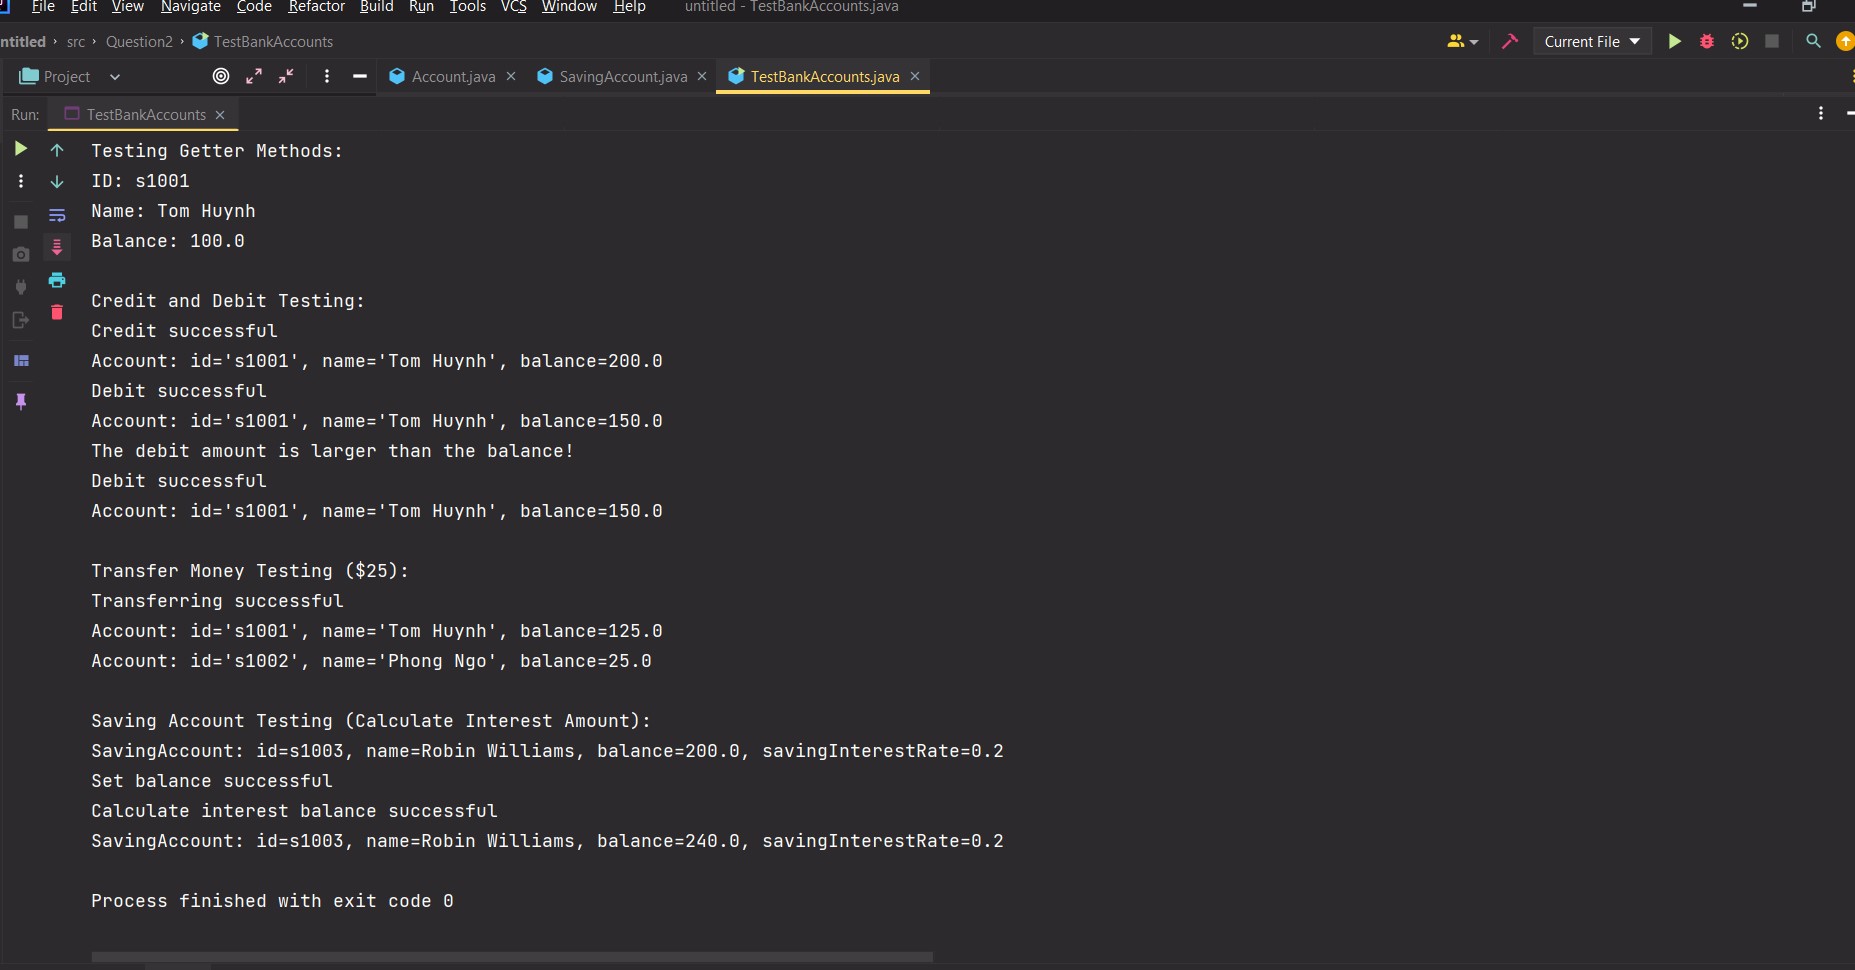 File Edit View Navigate Code Refactor Build Run Tools VCS Window Help untitled - TestBankAccounts.java
ntitled › src › Question2 › TestBankAccounts Current File
Project Account.java × SavingAccount.java × TestBankAccounts.java ×
Run: TestBankAccounts ×
Testing Getter Methods:
ID: s1001
Name: Tom Huynh
Balance: 100.0
Credit and Debit Testing:
Credit successful
Account: id='s1001', name='Tom Huynh', balance=200.0
Debit successful
Account: id='s1001', name='Tom Huynh', balance=150.0
The debit amount is larger than the balance!
Debit successful
Account: id='s1001', name='Tom Huynh', balance=150.0
Transfer Money Testing ($25):
Transferring successful
Account: id='s1001', name='Tom Huynh', balance=125.0
Account: id='s1002', name='Phong Ngo', balance=25.0
Saving Account Testing (Calculate Interest Amount):
SavingAccount: id=s1003, name=Robin Williams, balance=200.0, savingInterestRate=0.2
Set balance successful
Calculate interest balance successful
SavingAccount: id=s1003, name=Robin Williams, balance=240.0, savingInterestRate=0.2
Process finished with exit code 0